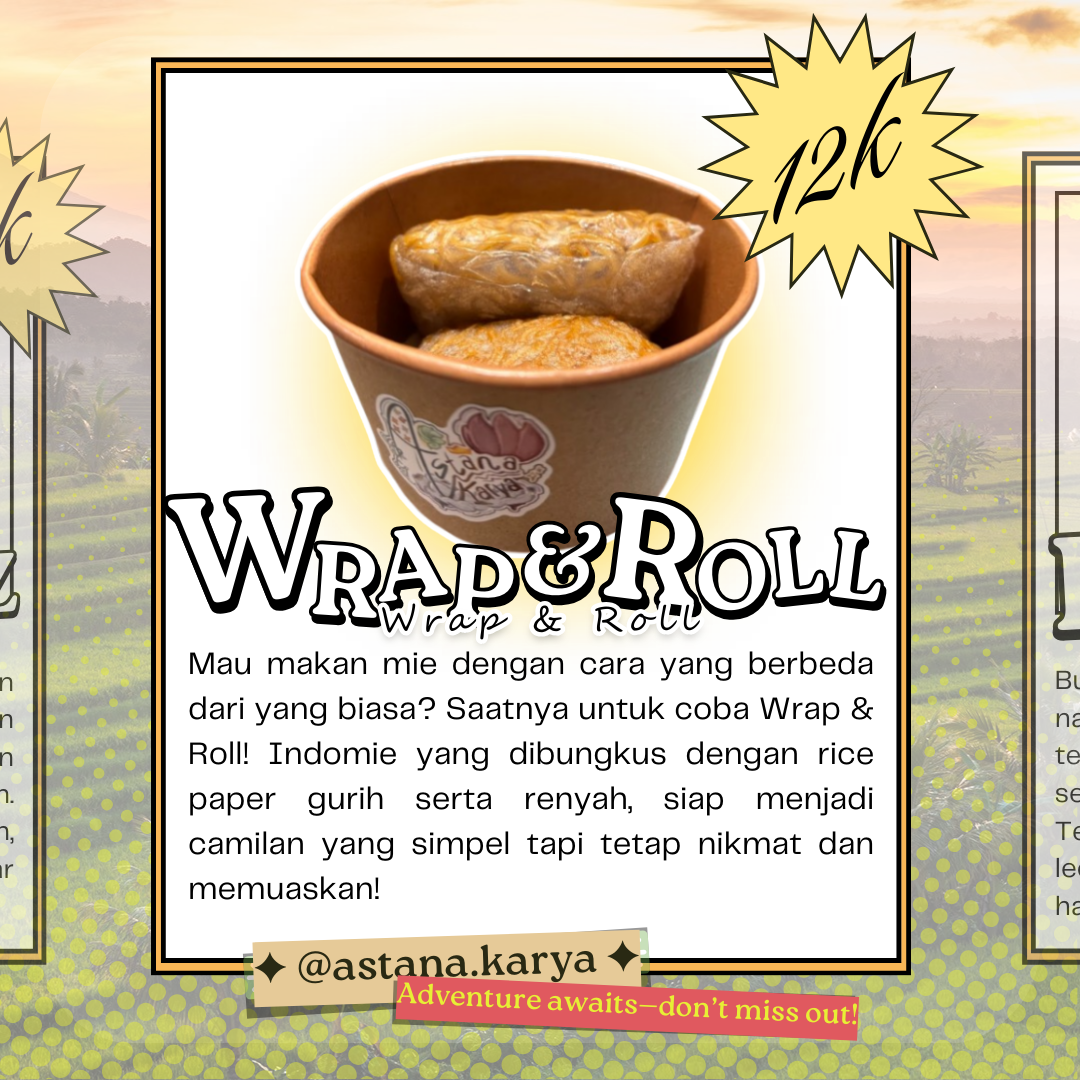 12k
k
Astana
Karya
WRAP&ROLL
Wrap & Roll
Mau makan mie dengan cara yang berbeda
dari yang biasa? Saatnya untuk coba Wrap &
Roll! Indomie yang dibungkus dengan rice
paper gurih serta renyah, siap menjadi
camilan yang simpel tapi tetap nikmat dan
memuaskan!
@astana.karya
Adventure awaits—don't miss out!